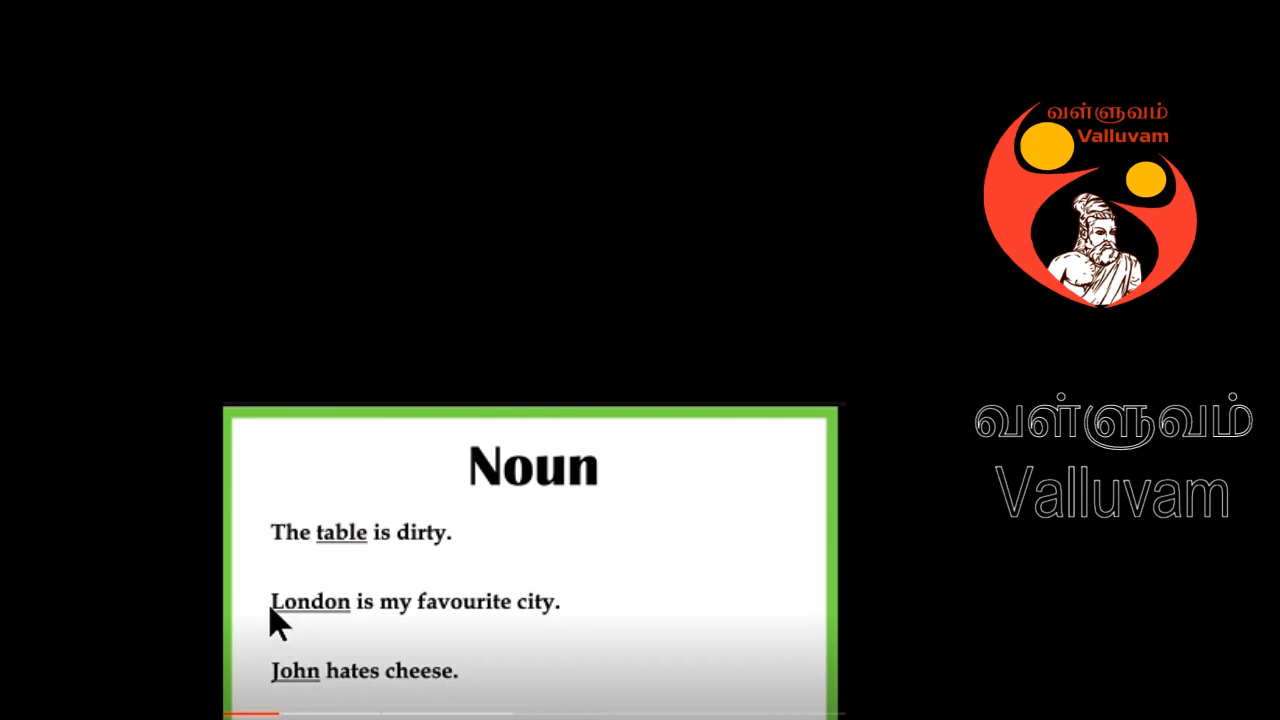 வள்ளுவம்
Valluvam
வள்ளுவம்
Valluvam
Noun
The table is dirty.
London is my favourite city.
John hates cheese.